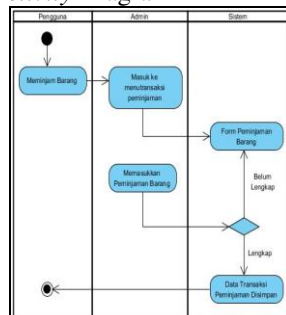 Pengguna
Admin
Sistem
Meminjam Barang
Masuk ke
menutransaksi
peminjaman
Form Peminjaman
Barang
Memasukkan
Peminjaman Barang
Belum
Lengkap
Lengkap
Data Transaksi
Peminjaman Disimpan